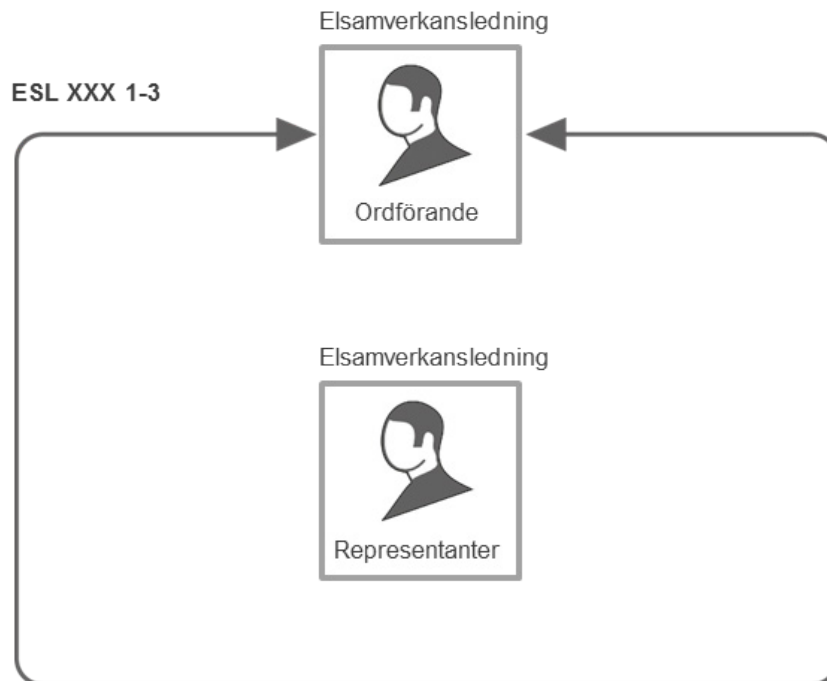 Elsamverkansledning
ESL XXX 1-3
Ordförande
Elsamverkansledning
Representanter